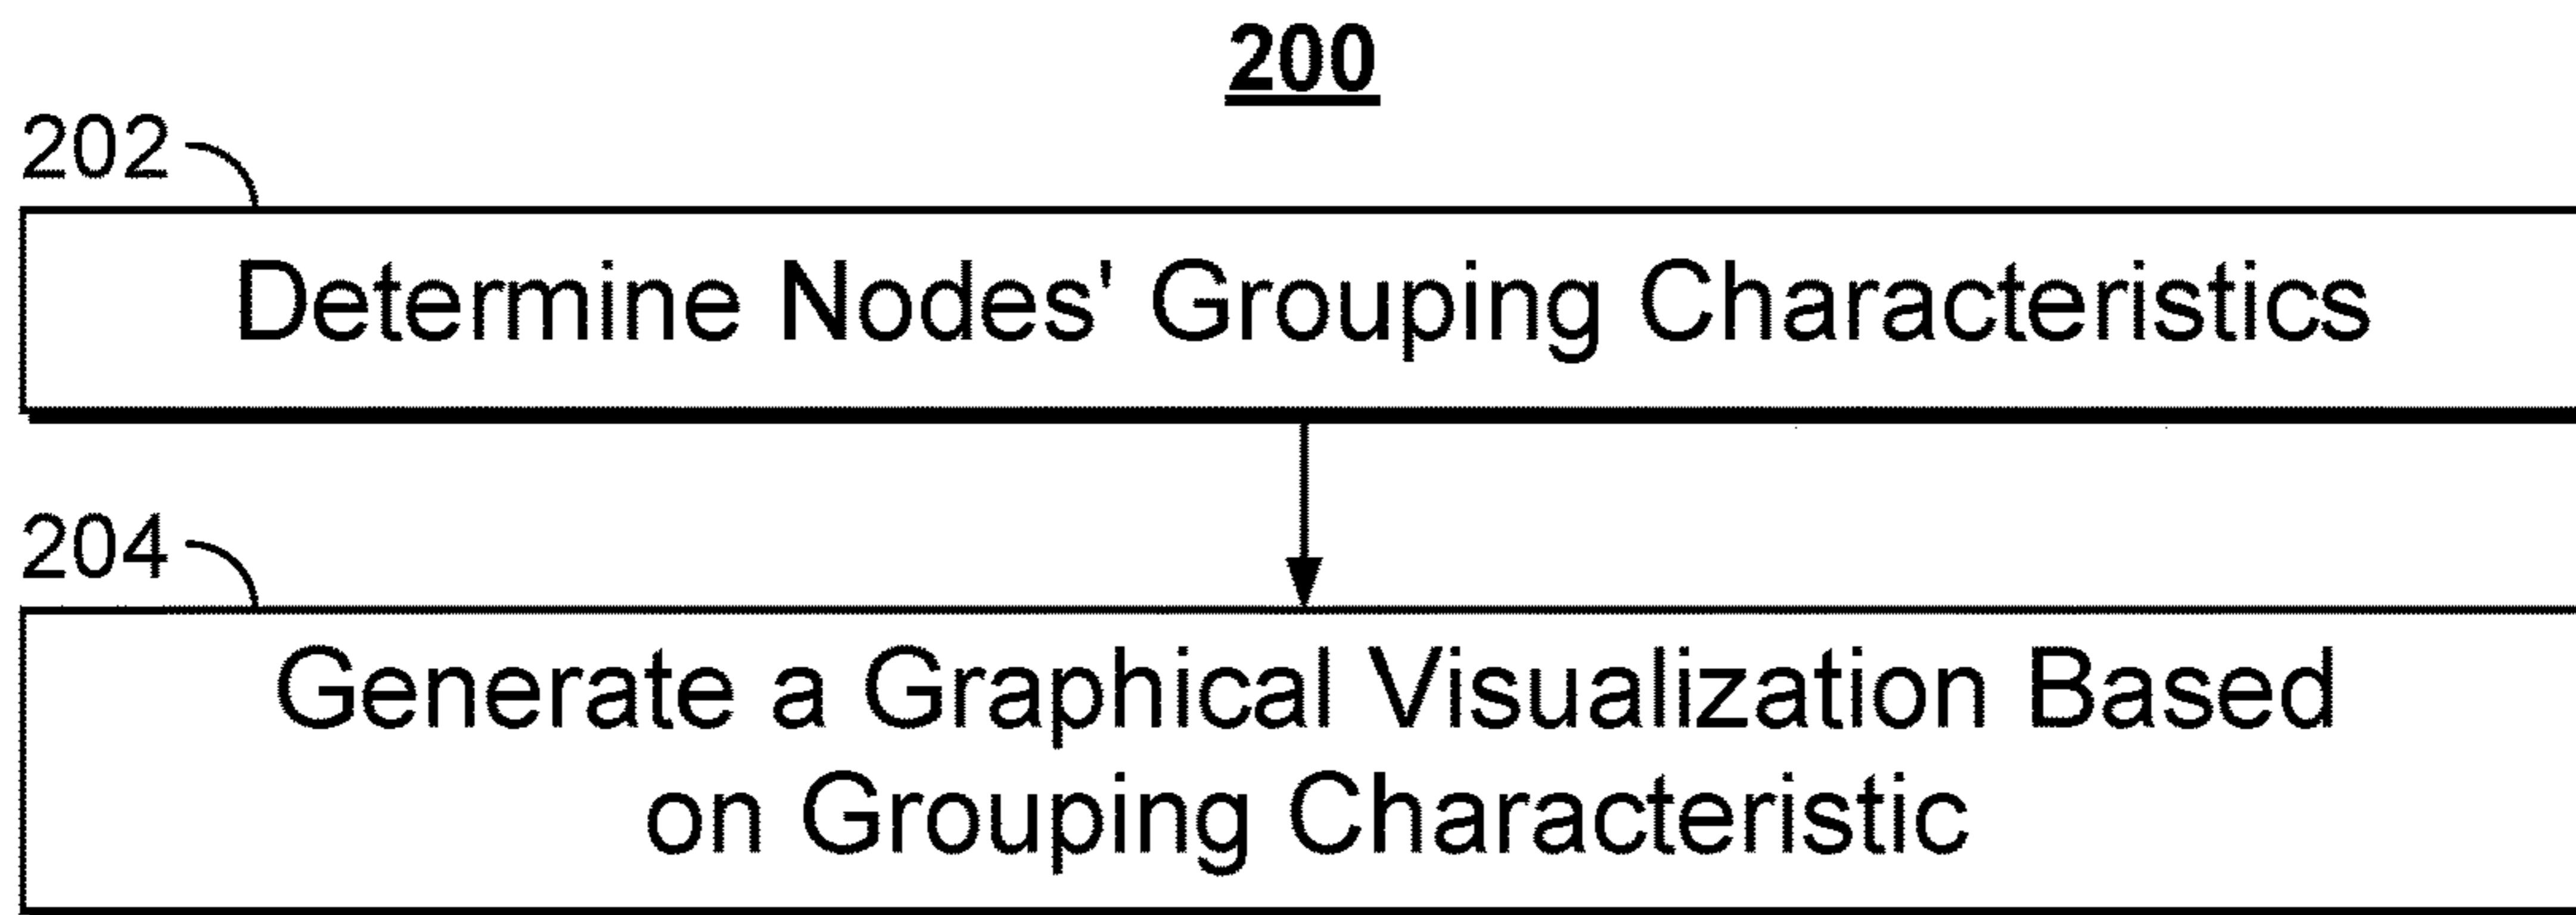 200
202
Determine Nodes' Grouping Characteristics
204
Generate a Graphical Visualization Based
on Grouping Characteristic